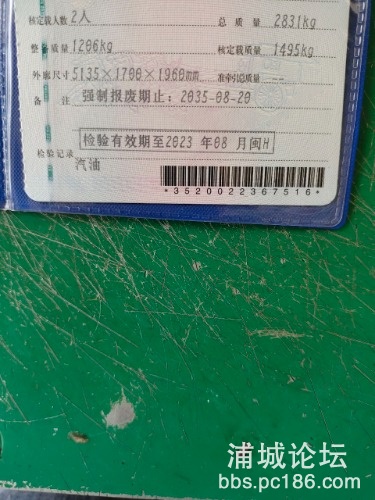 核定载人数 2人 总质量 2831kg
整备质量 1206kg 核定载质量 1495kg
外廓尺寸 5135×1700×1960mm 准牵引总质量 --
备注 强制报废期止：2035-08-20
检验有效期至2023 年08 月闽H
检验记录
汽油
*3520022367516*
浦城论坛
bbs.pc186.com